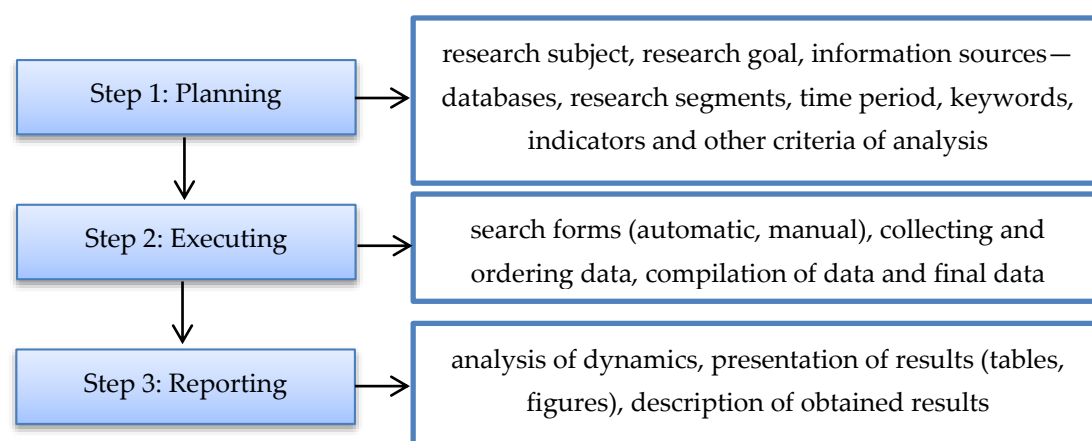 Step 1: Planning
research subject, research goal, information sources—
databases, research segments, time period, keywords,
indicators and other criteria of analysis
Step 2: Executing
search forms (automatic, manual), collecting and
ordering data, compilation of data and final data
Step 3: Reporting
analysis of dynamics, presentation of results (tables,
figures), description of obtained results